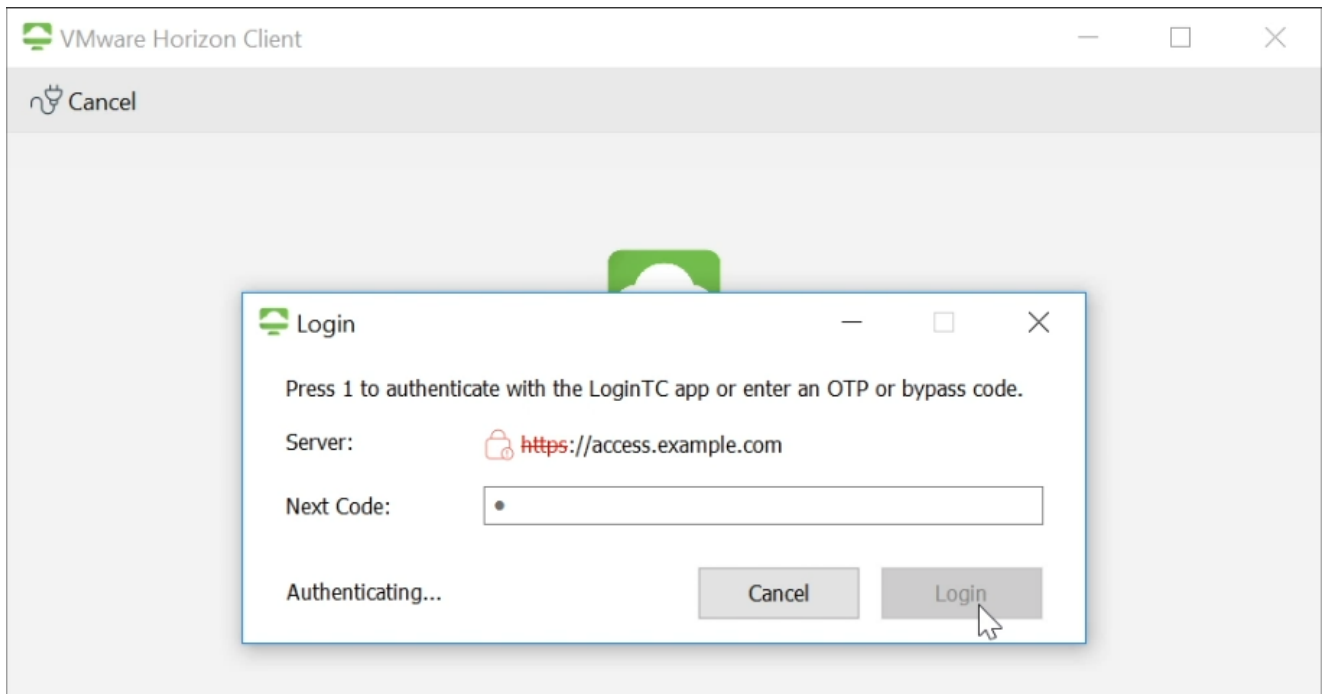 VMware Horizon Client
Cancel
Login
Press 1 to authenticate with the LoginTC app or enter an OTP or bypass code.
Server: https://access.example.com
Next Code:
Authenticating... Cancel Login